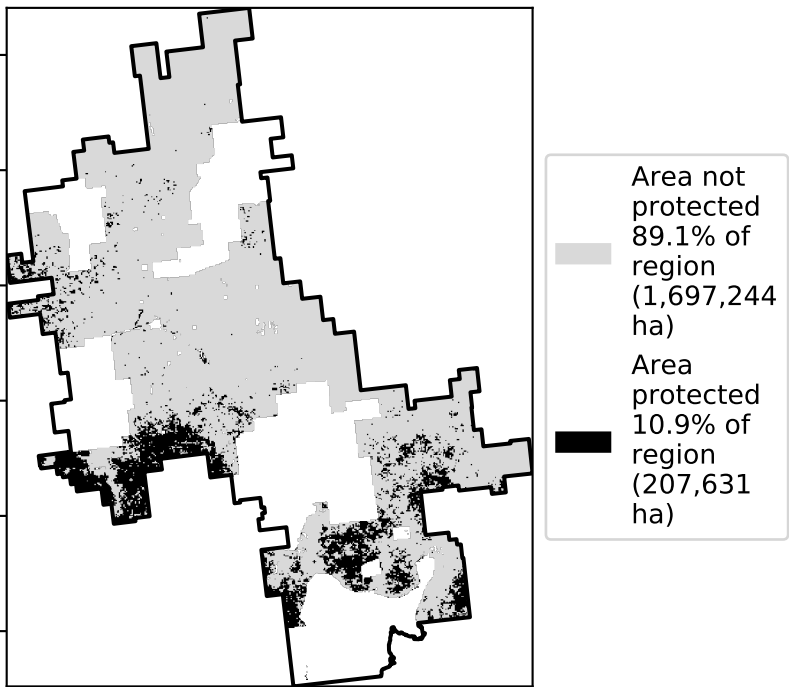 Area not
protected
89.1% of
region
(1,697,244
ha)
Area
protected
10.9% of
region
(207,631
ha)